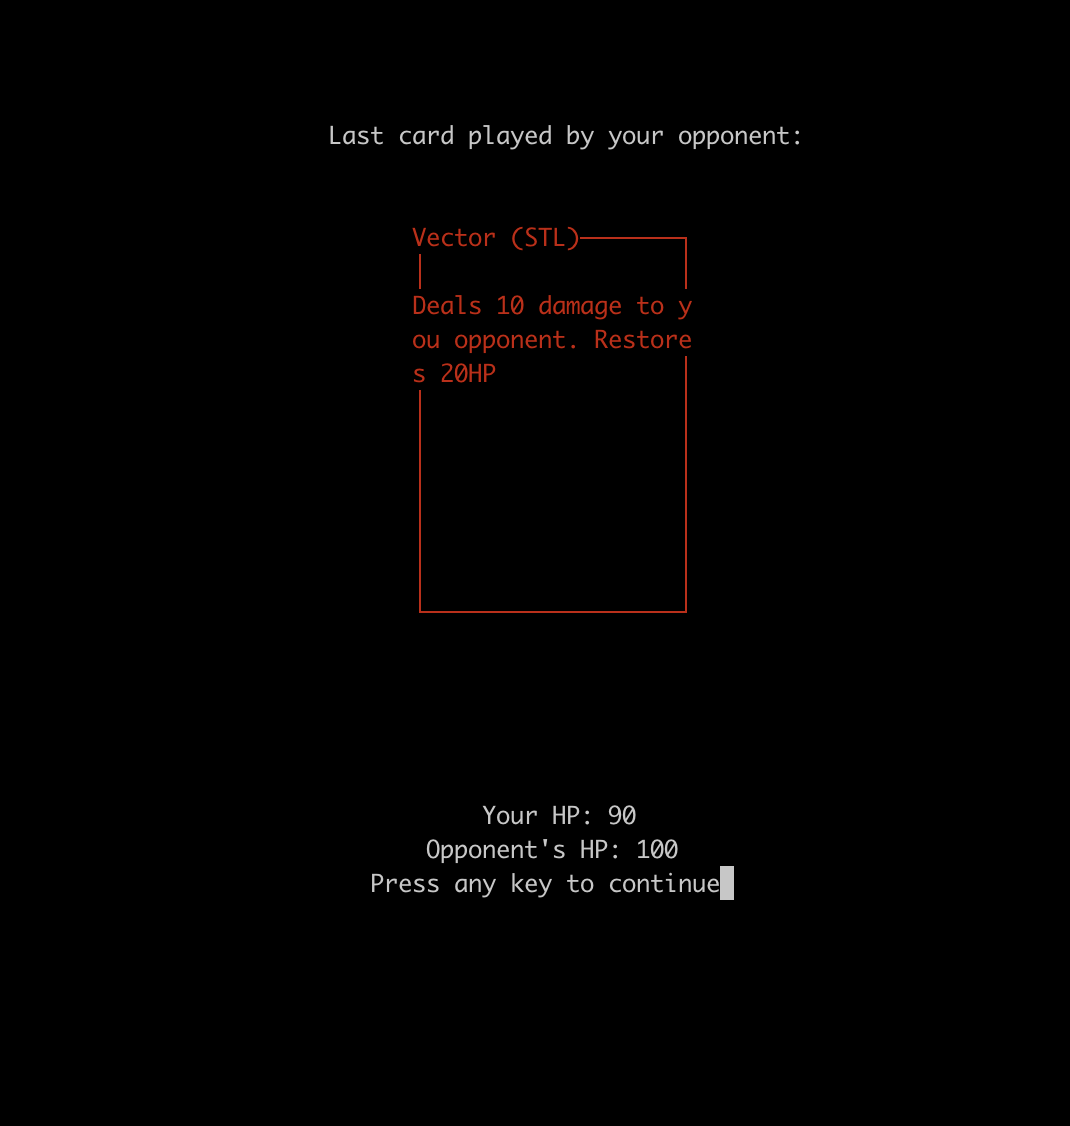 Last card played by your opponent:
Vector (STL)
Deals 10 damage to y
ou opponent. Restore
s 20HP
Your HP: 90
Opponent's HP: 100
Press any key to continue